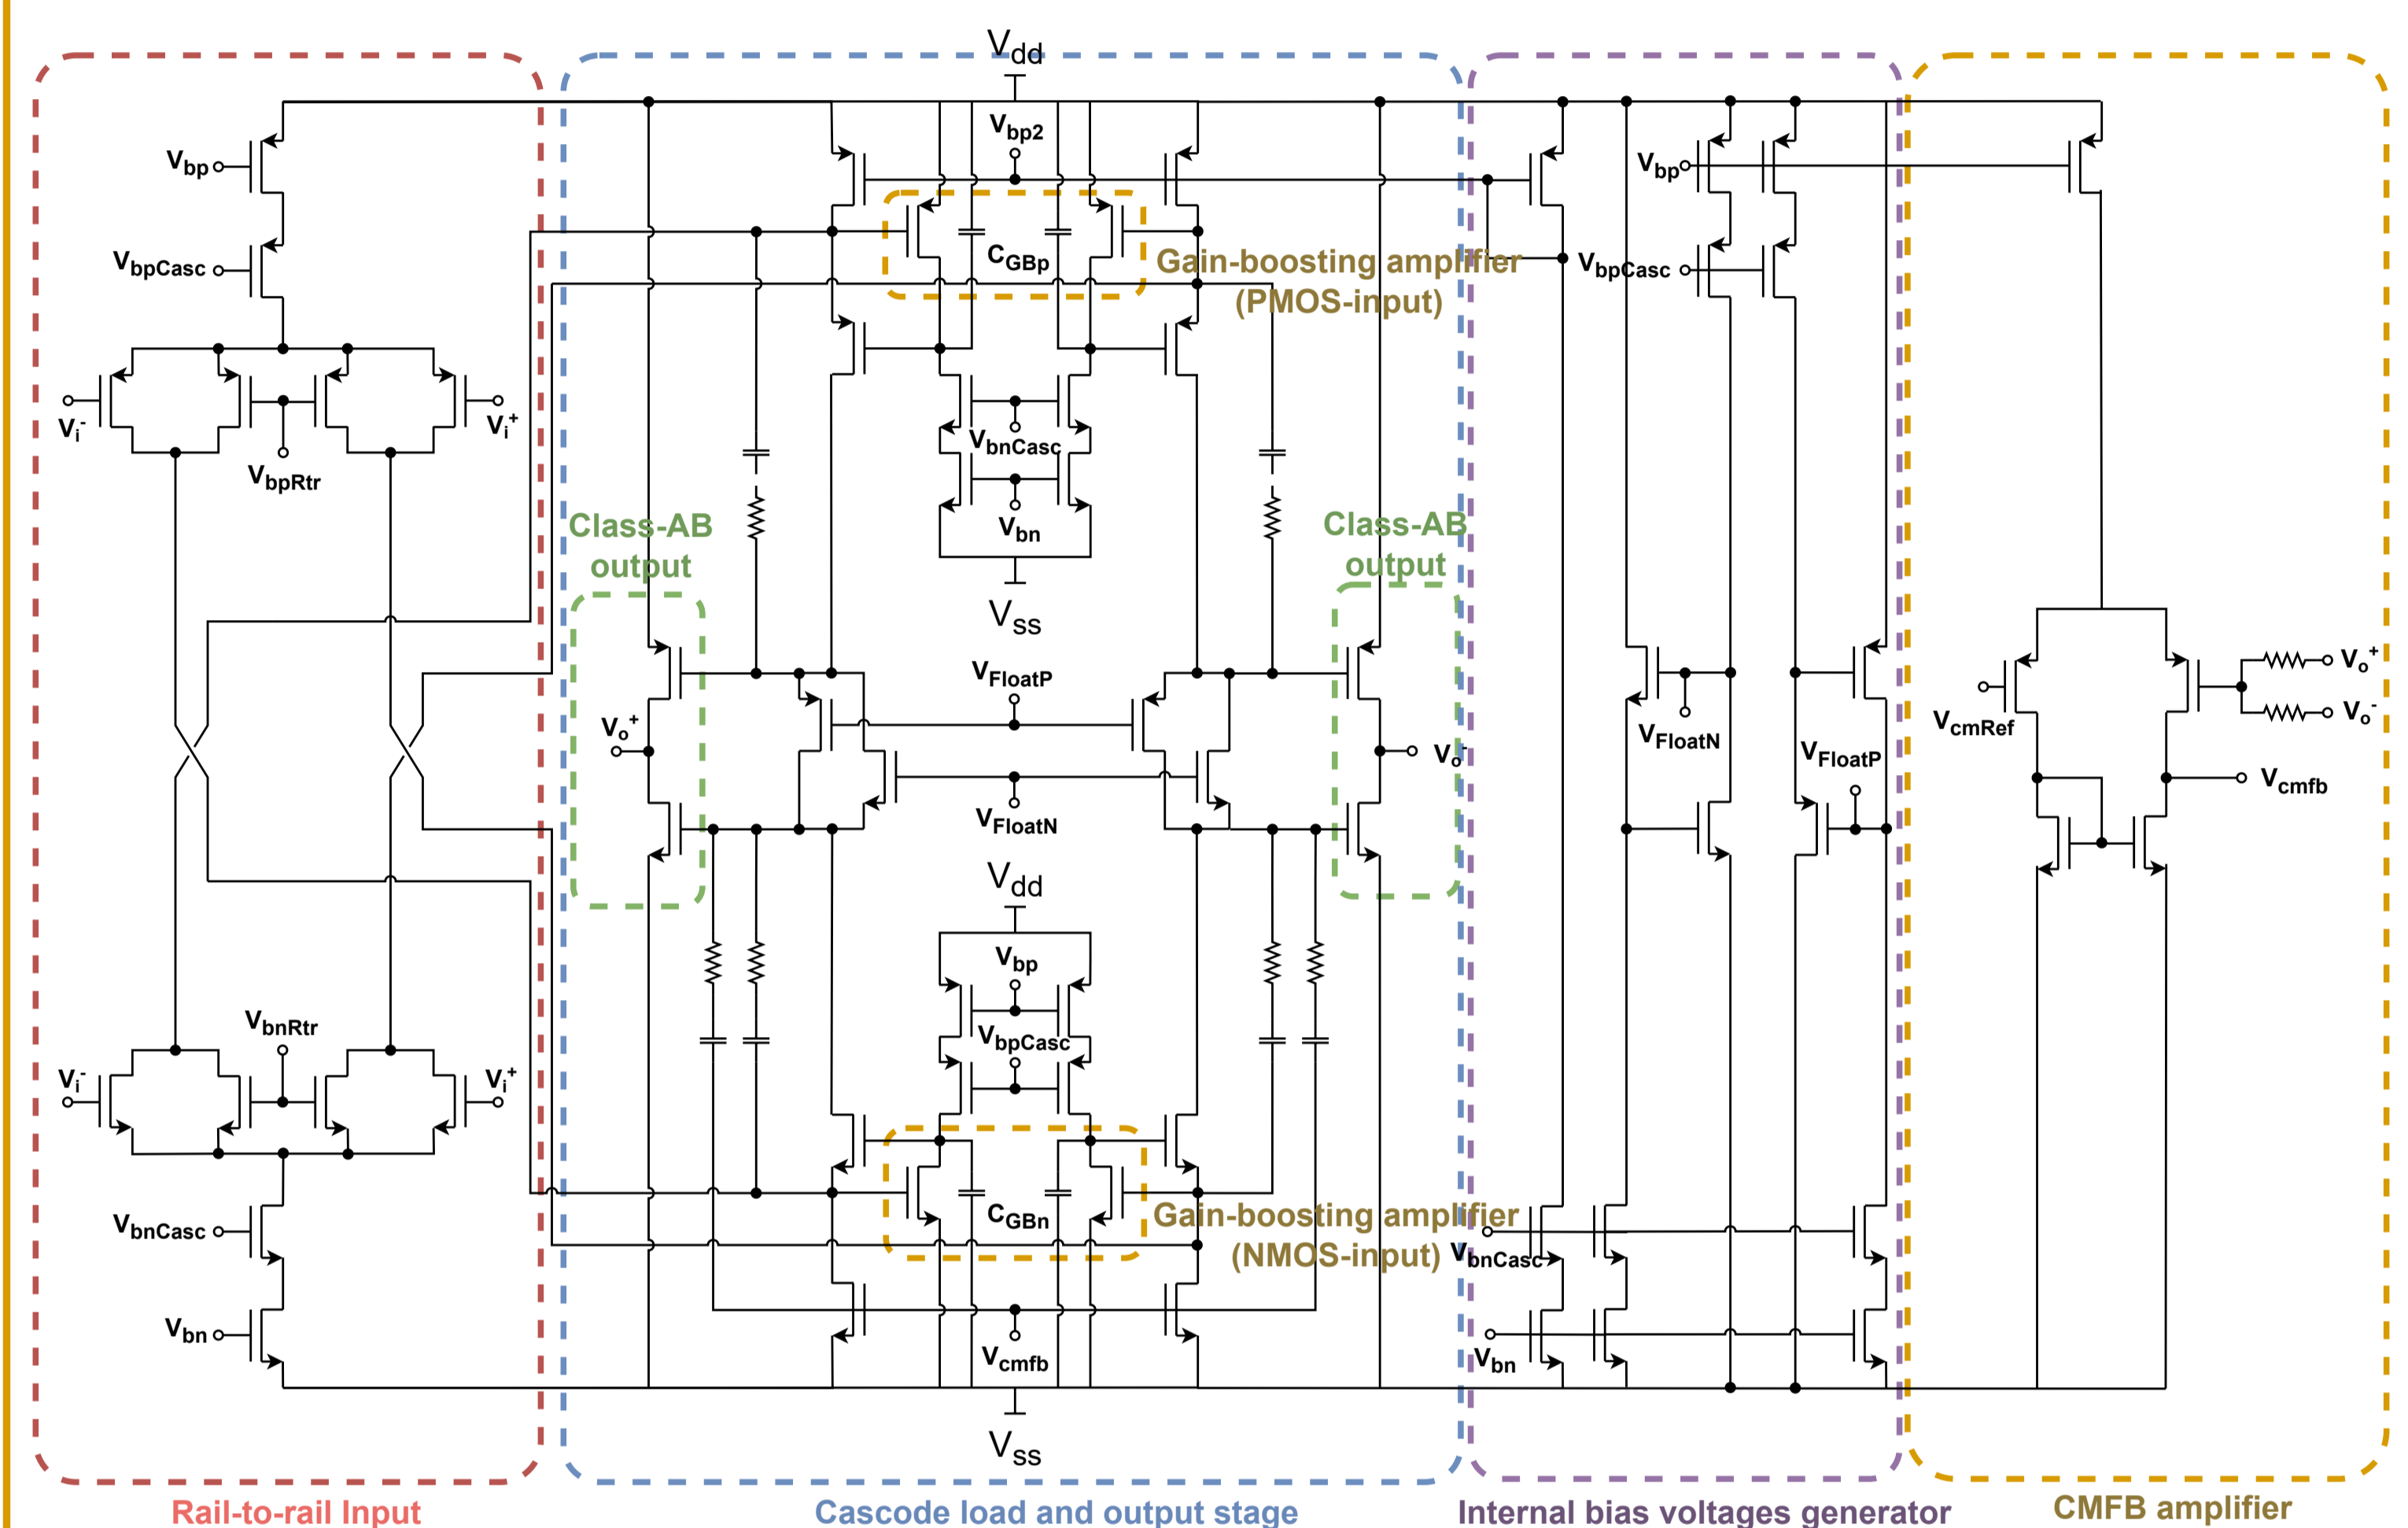 Vdd
Vbp2
Vbp
Vbp
VbpCasc
CGBp
Gain-boosting amplifier
(PMOS-input)
VbpCasc
Vi-
Vi+
VbpRtr
VbnCasc
Vbn
Class-AB
output
Class-AB
output
VSS
VFloatP
Vo+
Vo-
VFloatN
VFloatN
VFloatP
VcmRef
Vo+
Vo-
Vcmfb
Vdd
Vbp
VbpCasc
VbnRtr
Vi-
Vi+
VbnCasc
CGBn
Gain-boosting amplifier
(NMOS-input)
VbnCasc
Vbn
Vcmfb
Vbn
VSS
Rail-to-rail Input
Cascode load and output stage
Internal bias voltages generator
CMFB amplifier